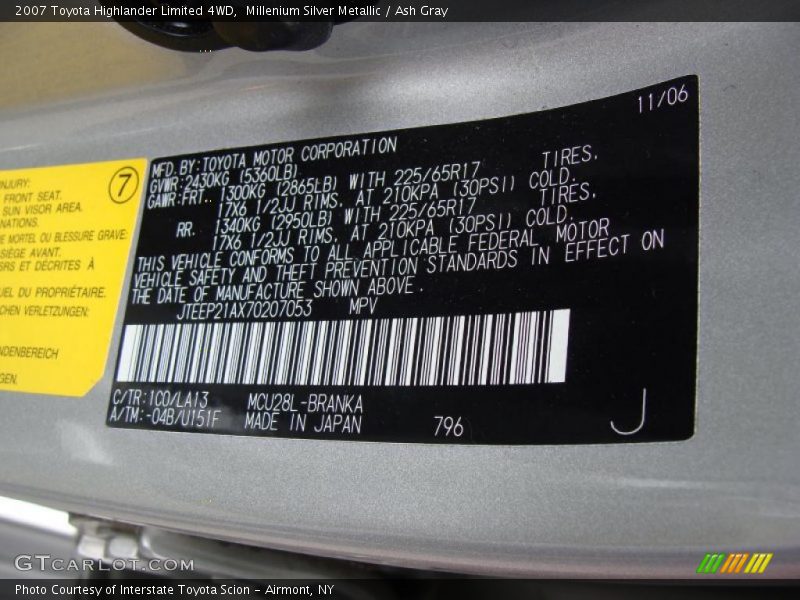 2007 Toyota Highlander Limited 4WD,  Millenium Silver Metallic / Ash Gray
11/06
MFD. BY: TOYOTA MOTOR CORPORATION
GVWR: 2430KG (5360LB)
GAWR: FRT. 1300KG (2865LB) WITH 225/65R17 TIRES,
17X6 1/2JJ RIMS, AT 210KPA (30PSI) COLD.
RR. 1340KG (2950LB) WITH 225/65R17 TIRES,
17X6 1/2JJ RIMS, AT 210KPA (30PSI) COLD.
THIS VEHICLE CONFORMS TO ALL APPLICABLE FEDERAL MOTOR
VEHICLE SAFETY AND THEFT PREVENTION STANDARDS IN EFFECT ON
THE DATE OF MANUFACTURE SHOWN ABOVE.
JTEEP21AX70207053 MPV
C/TR: 1C0/LA13 MCU28L-BRANKA
A/TM: -04B/U151F MADE IN JAPAN 796
J
7
NJURY:
FRONT SEAT.
SUN VISOR AREA.
NATIONS.
E MORTEL OU BLESSURE GRAVE:
SIÈGE AVANT.
RS ET DÉCRITES À
UEL DU PROPRIÉTAIRE.
CHEN VERLETZUNGEN:
NDENBEREICH
GEN.
GTCARLOT.COM
Photo Courtesy of Interstate Toyota Scion - Airmont, NY